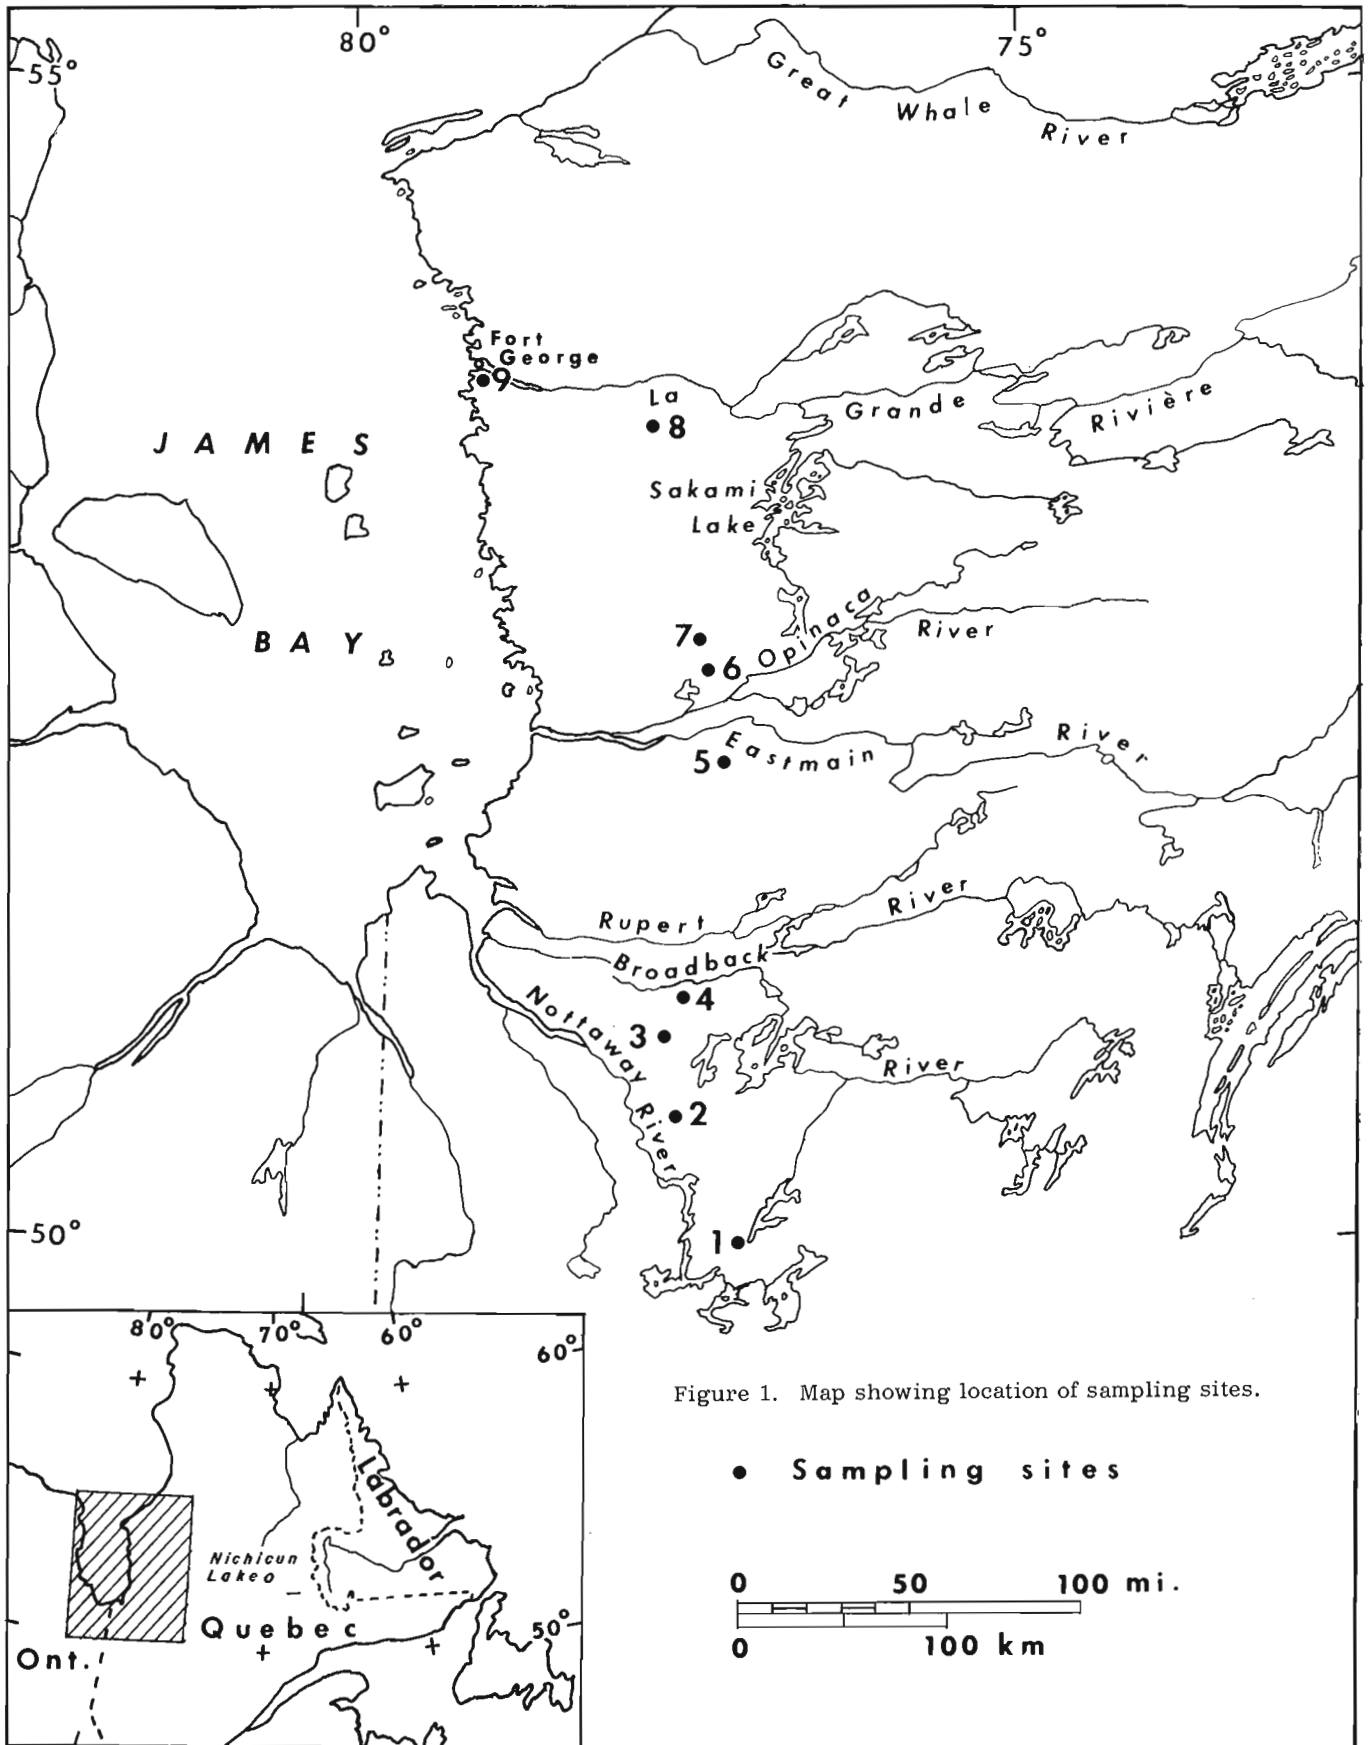 80°
75°
55°
Great Whale River
Fort
George
9
La Grande Rivière
8
JAMES
Sakami
Lake
BAY
7
6
Opinaca River
5
Eastmain River
Rupert River
Broadback River
4
Nottaway River
3
2
50°
1
80°
70°
60°
60°
Labrador
Nichicun
Lake
Quebec
50°
Ont.
Figure 1. Map showing location of sampling sites.
Sampling sites
0 50 100 mi.
0 100 km